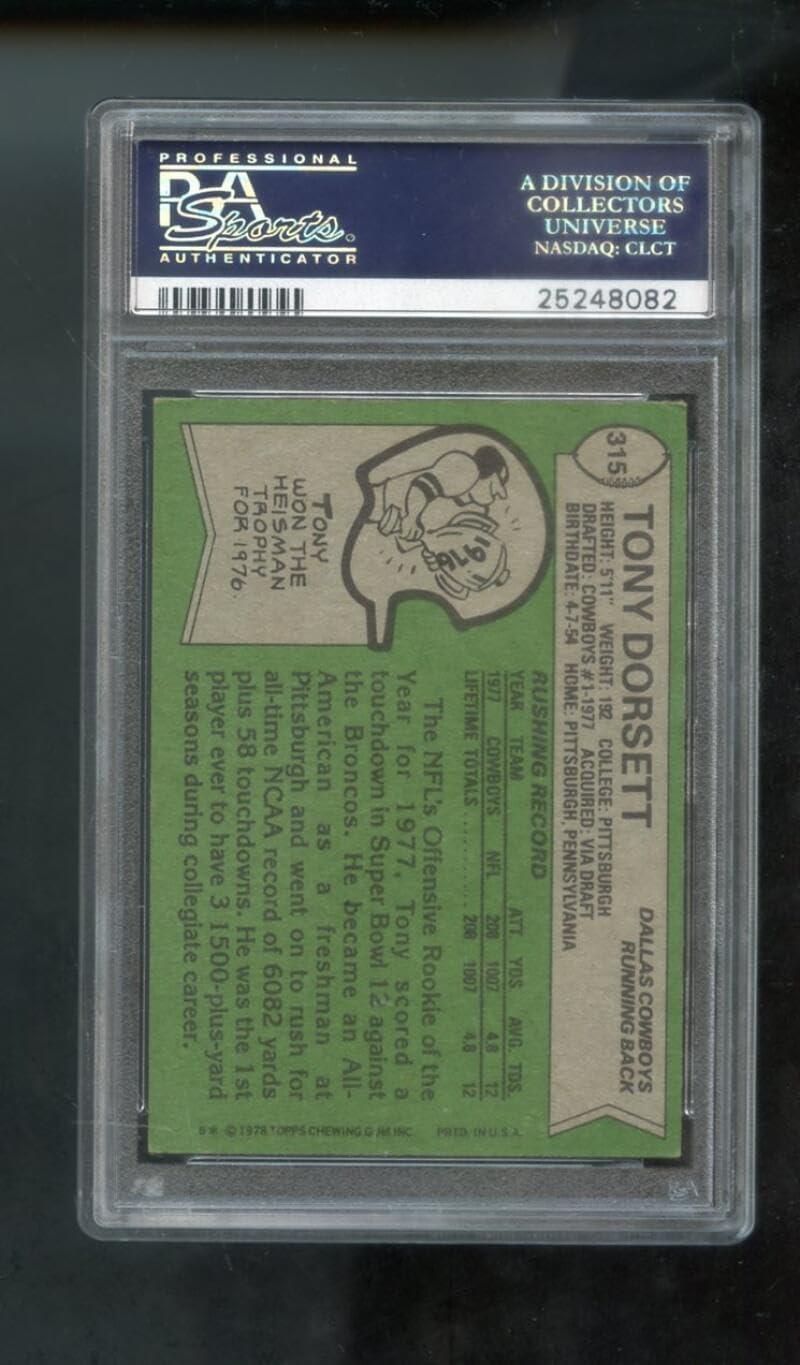 PROFESSIONAL
PSA
Sports
AUTHENTICATOR
A DIVISION OF
COLLECTORS
UNIVERSE
NASDAQ: CLCT
25248082
315
TONY DORSETT
DALLAS COWBOYS
RUNNING BACK
HEIGHT: 5'11" WEIGHT: 192 COLLEGE: PITTSBURGH
DRAFTED: COWBOYS #1-1977 ACQUIRED: VIA DRAFT
BIRTHDATE: 4-7-54 HOME: PITTSBURGH, PENNSYLVANIA
1976
TONY
WON THE
HEISMAN
TROPHY
FOR 1976.
RUSHING RECORD
YEAR TEAM ATT YDS AVG. TDS.
1977 COWBOYS NFL 208 1007 4.8 12
LIFETIME TOTALS .......... 208 1007 4.8 12
The NFL's Offensive Rookie of the
Year for 1977, Tony scored a
touchdown in Super Bowl 12 against
the Broncos. He became an All-
American as a freshman at
Pittsburgh and went on to rush for
all-time NCAA record of 6082 yards
plus 58 touchdowns. He was the 1st
player ever to have 3 1500-plus-yard
seasons during collegiate career.
© 1978 TOPPS CHEWING GUM INC. PRTD. IN U.S.A.